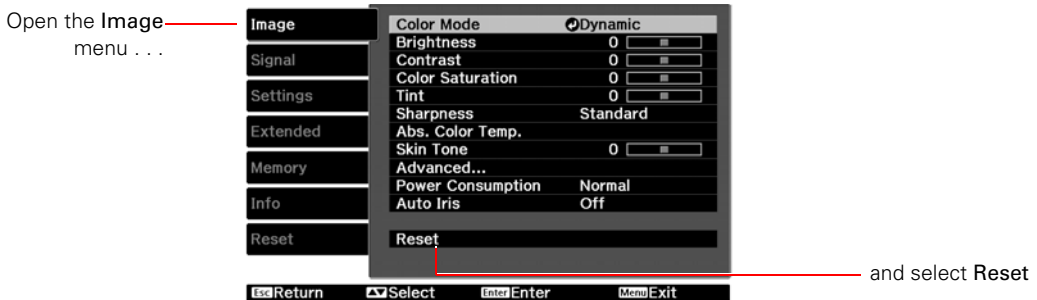 Open the Image
menu . . .
Image
Signal
Settings
Extended
Memory
Info
Reset
Color Mode Dynamic
Brightness 0
Contrast 0
Color Saturation 0
Tint 0
Sharpness Standard
Abs. Color Temp.
Skin Tone 0
Advanced...
Power Consumption Normal
Auto Iris Off
Reset
and select Reset
Esc Return Select Enter Enter Menu Exit